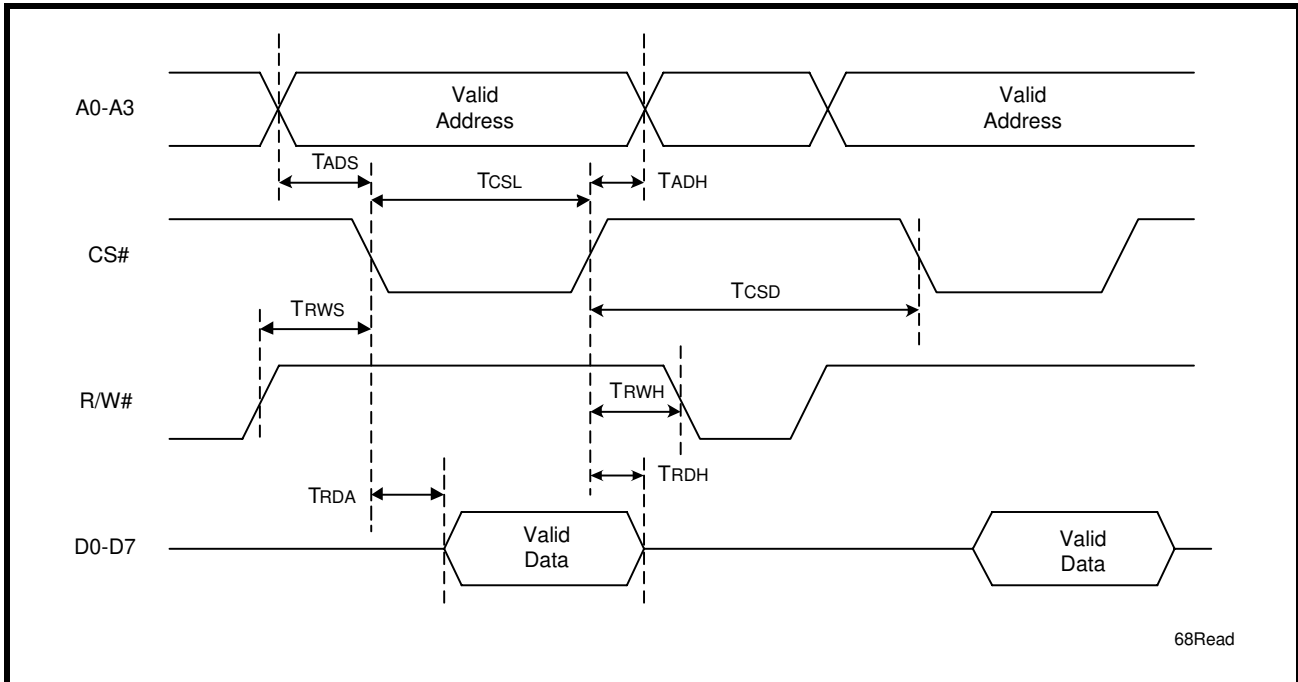 A0-A3
Valid
Address
Valid
Address
TADS
TCSL
TADH
CS#
TCSD
TRWS
R/W#
TRWH
TRDH
TRDA
D0-D7
Valid
Data
Valid
Data
68Read